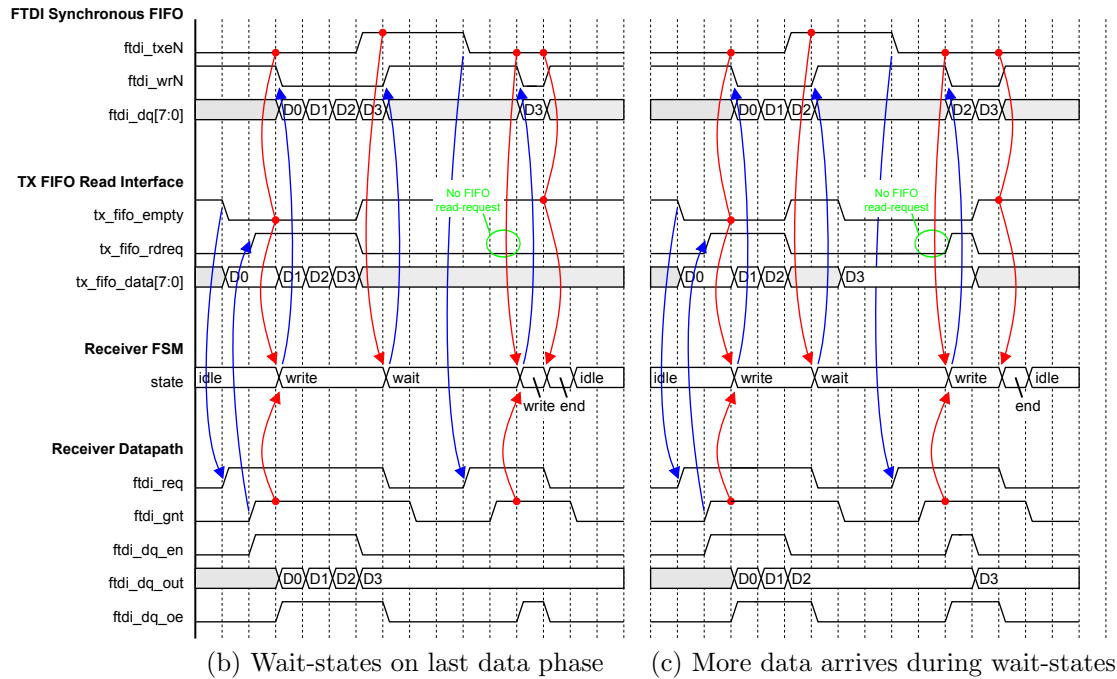 FTDI Synchronous FIFO
ftdi_txeN
ftdi_wrN
ftdi_dq[7:0]
D0 D1 D2 D3 D3
D0 D1 D2 D2 D3
TX FIFO Read Interface
No FIFO
read-request
No FIFO
read-request
tx_fifo_empty
tx_fifo_rdreq
tx_fifo_data[7:0]
D0 D1 D2 D3
D0 D1 D2 D3
Receiver FSM
state
idle write wait idle
write end
idle write wait write idle
end
Receiver Datapath
ftdi_req
ftdi_gnt
ftdi_dq_en
ftdi_dq_out
D0 D1 D2 D3
D0 D1 D2 D3
ftdi_dq_oe
(b) Wait-states on last data phase
(c) More data arrives during wait-states